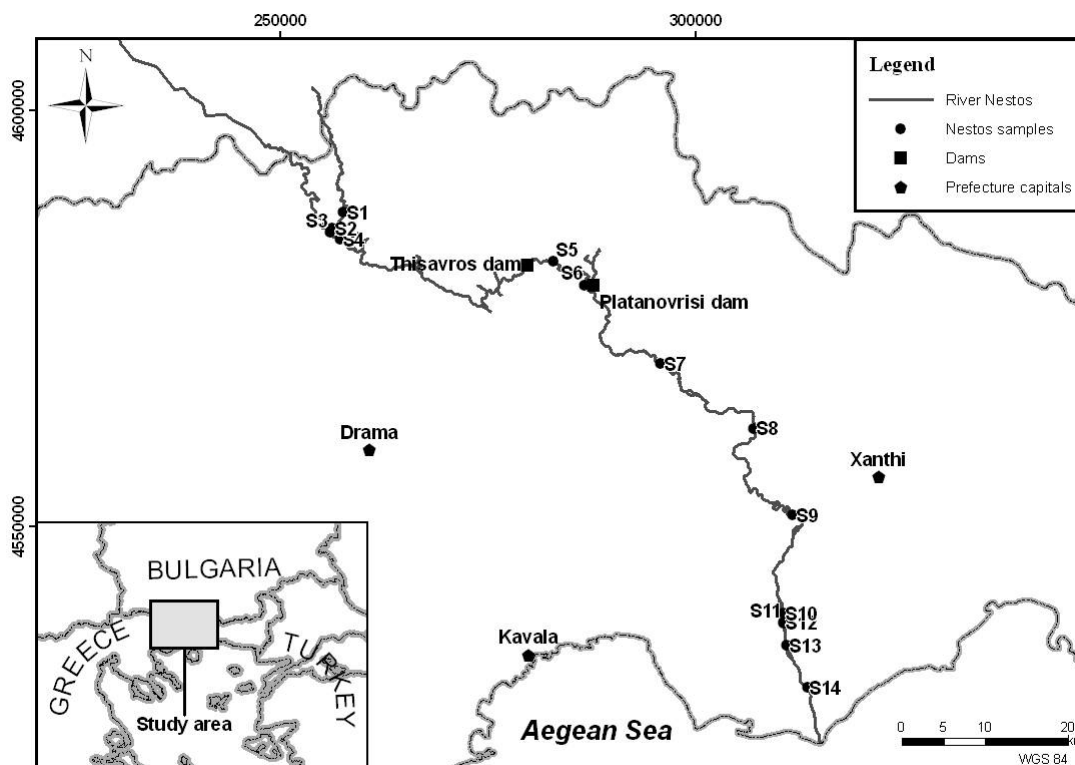 250000 300000
N
4600000
4550000
Legend
River Nestos
Nestos samples
Dams
Prefecture capitals
S1
S3 S2
S4
Thisavros dam
S5
S6
Platanovrisi dam
S7
Drama
S8
Xanthi
S9
S11 S10
S12
S13
Kavala
S14
Aegean Sea
BULGARIA
GREECE
TURKEY
Study area
0 5 10 20
WGS 84